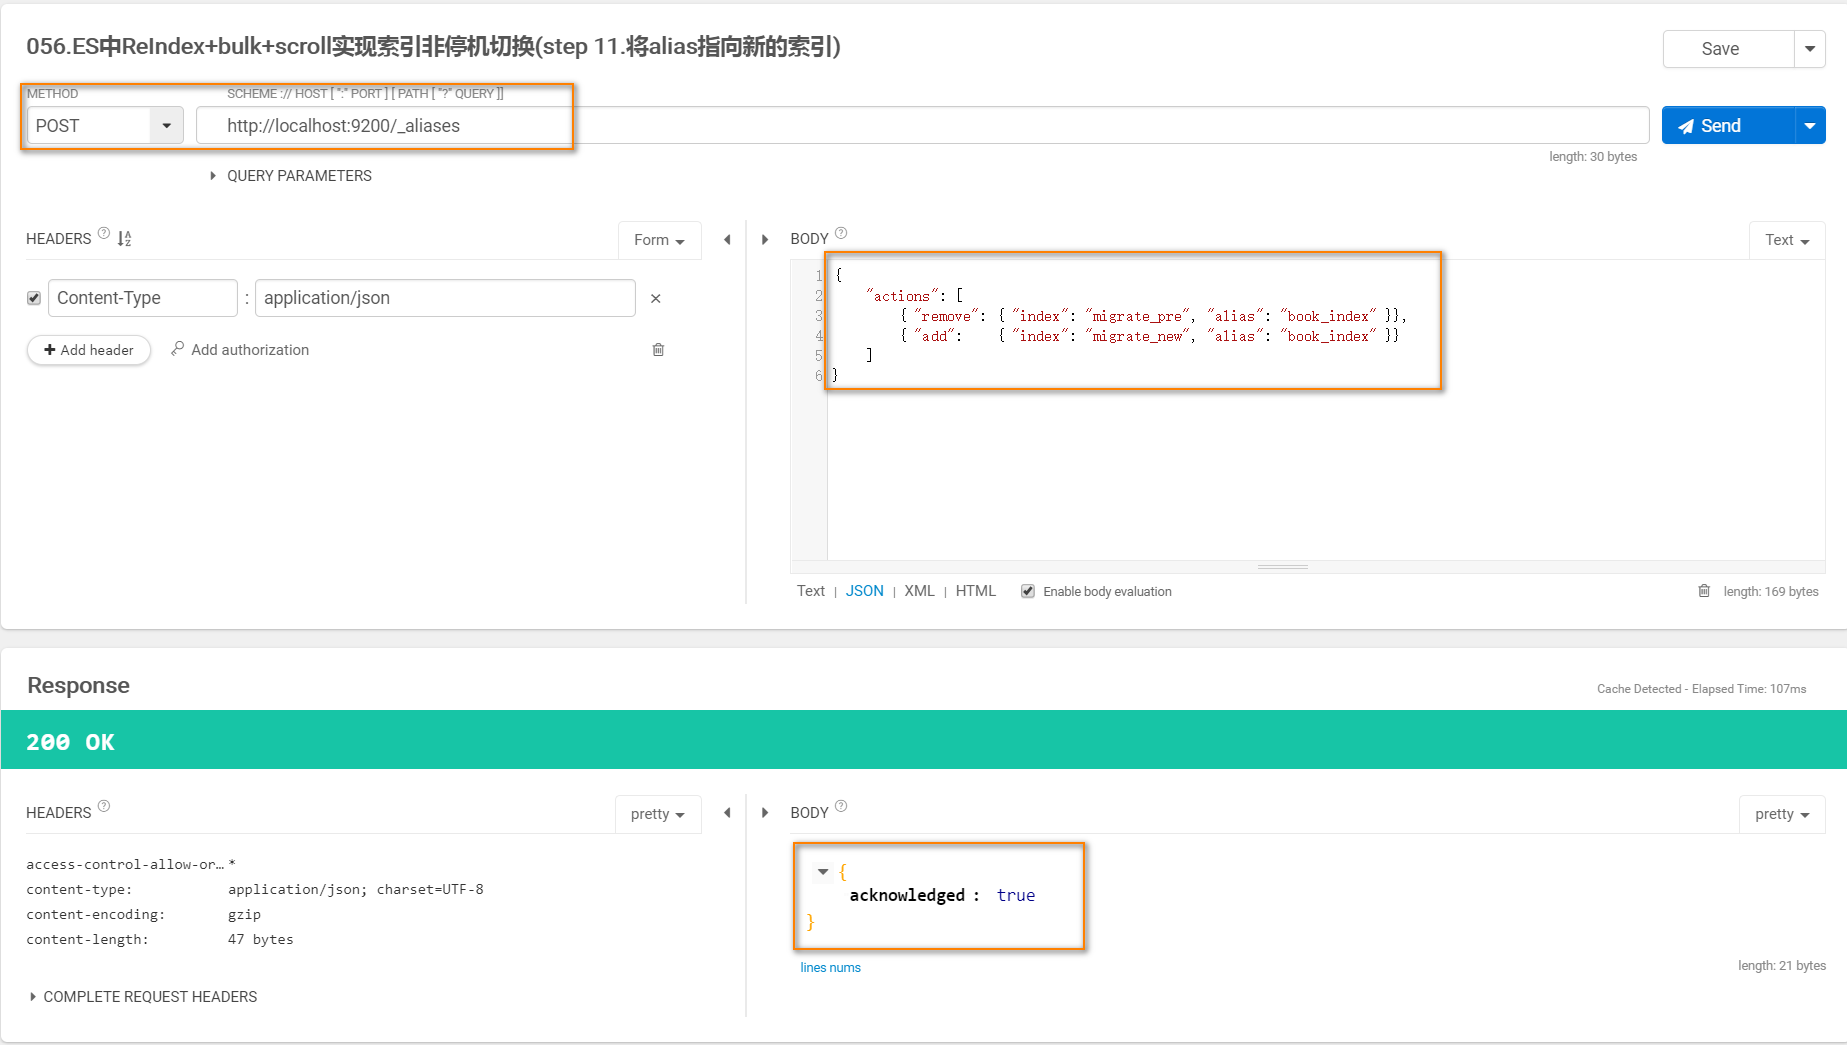 056.ES中ReIndex+bulk+scroll实现索引非停机切换(step 11.将alias指向新的索引)
Save
METHOD
SCHEME :// HOST [ ":" PORT ] [ PATH [ "?" QUERY ]]
POST
http://localhost:9200/_aliases
Send
length: 30 bytes
QUERY PARAMETERS
HEADERS ?
Form
BODY ?
Text
Content-Type : application/json
Add header
Add authorization
1 {
2 "actions": [
3 { "remove": { "index": "migrate_pre", "alias": "book_index" }},
4 { "add": { "index": "migrate_new", "alias": "book_index" }}
5 ]
6 }
Text | JSON | XML | HTML
Enable body evaluation
length: 169 bytes
Response
Cache Detected - Elapsed Time: 107ms
200 OK
HEADERS ?
pretty
BODY ?
pretty
access-control-allow-or… *
content-type: application/json; charset=UTF-8
content-encoding: gzip
content-length: 47 bytes
COMPLETE REQUEST HEADERS
{
acknowledged : true
}
lines nums
length: 21 bytes